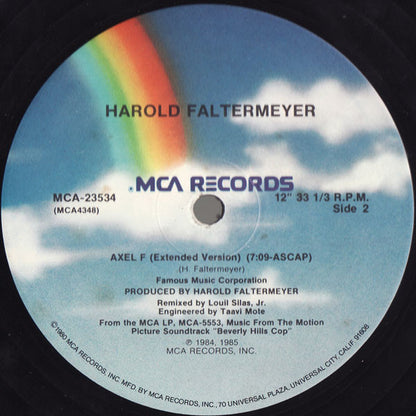 HAROLD FALTERMEYER
MCA RECORDS
MCA-23534
(MCA4348)
12" 33 1/3 R.P.M.
Side 2
AXEL F (Extended Version) (7:09-ASCAP)
(H. Faltermeyer)
Famous Music Corporation
PRODUCED BY HAROLD FALTERMEYER
Remixed by Louil Silas, Jr.
Engineered by Taavi Mote
From the MCA LP, MCA-5553, Music From The Motion
Picture Soundtrack "Beverly Hills Cop"
℗ 1984, 1985
MCA RECORDS, INC.
©1980 MCA RECORDS, INC. MFD. BY MCA RECORDS, INC., 70 UNIVERSAL PLAZA, UNIVERSAL CITY, CALIF. 91608